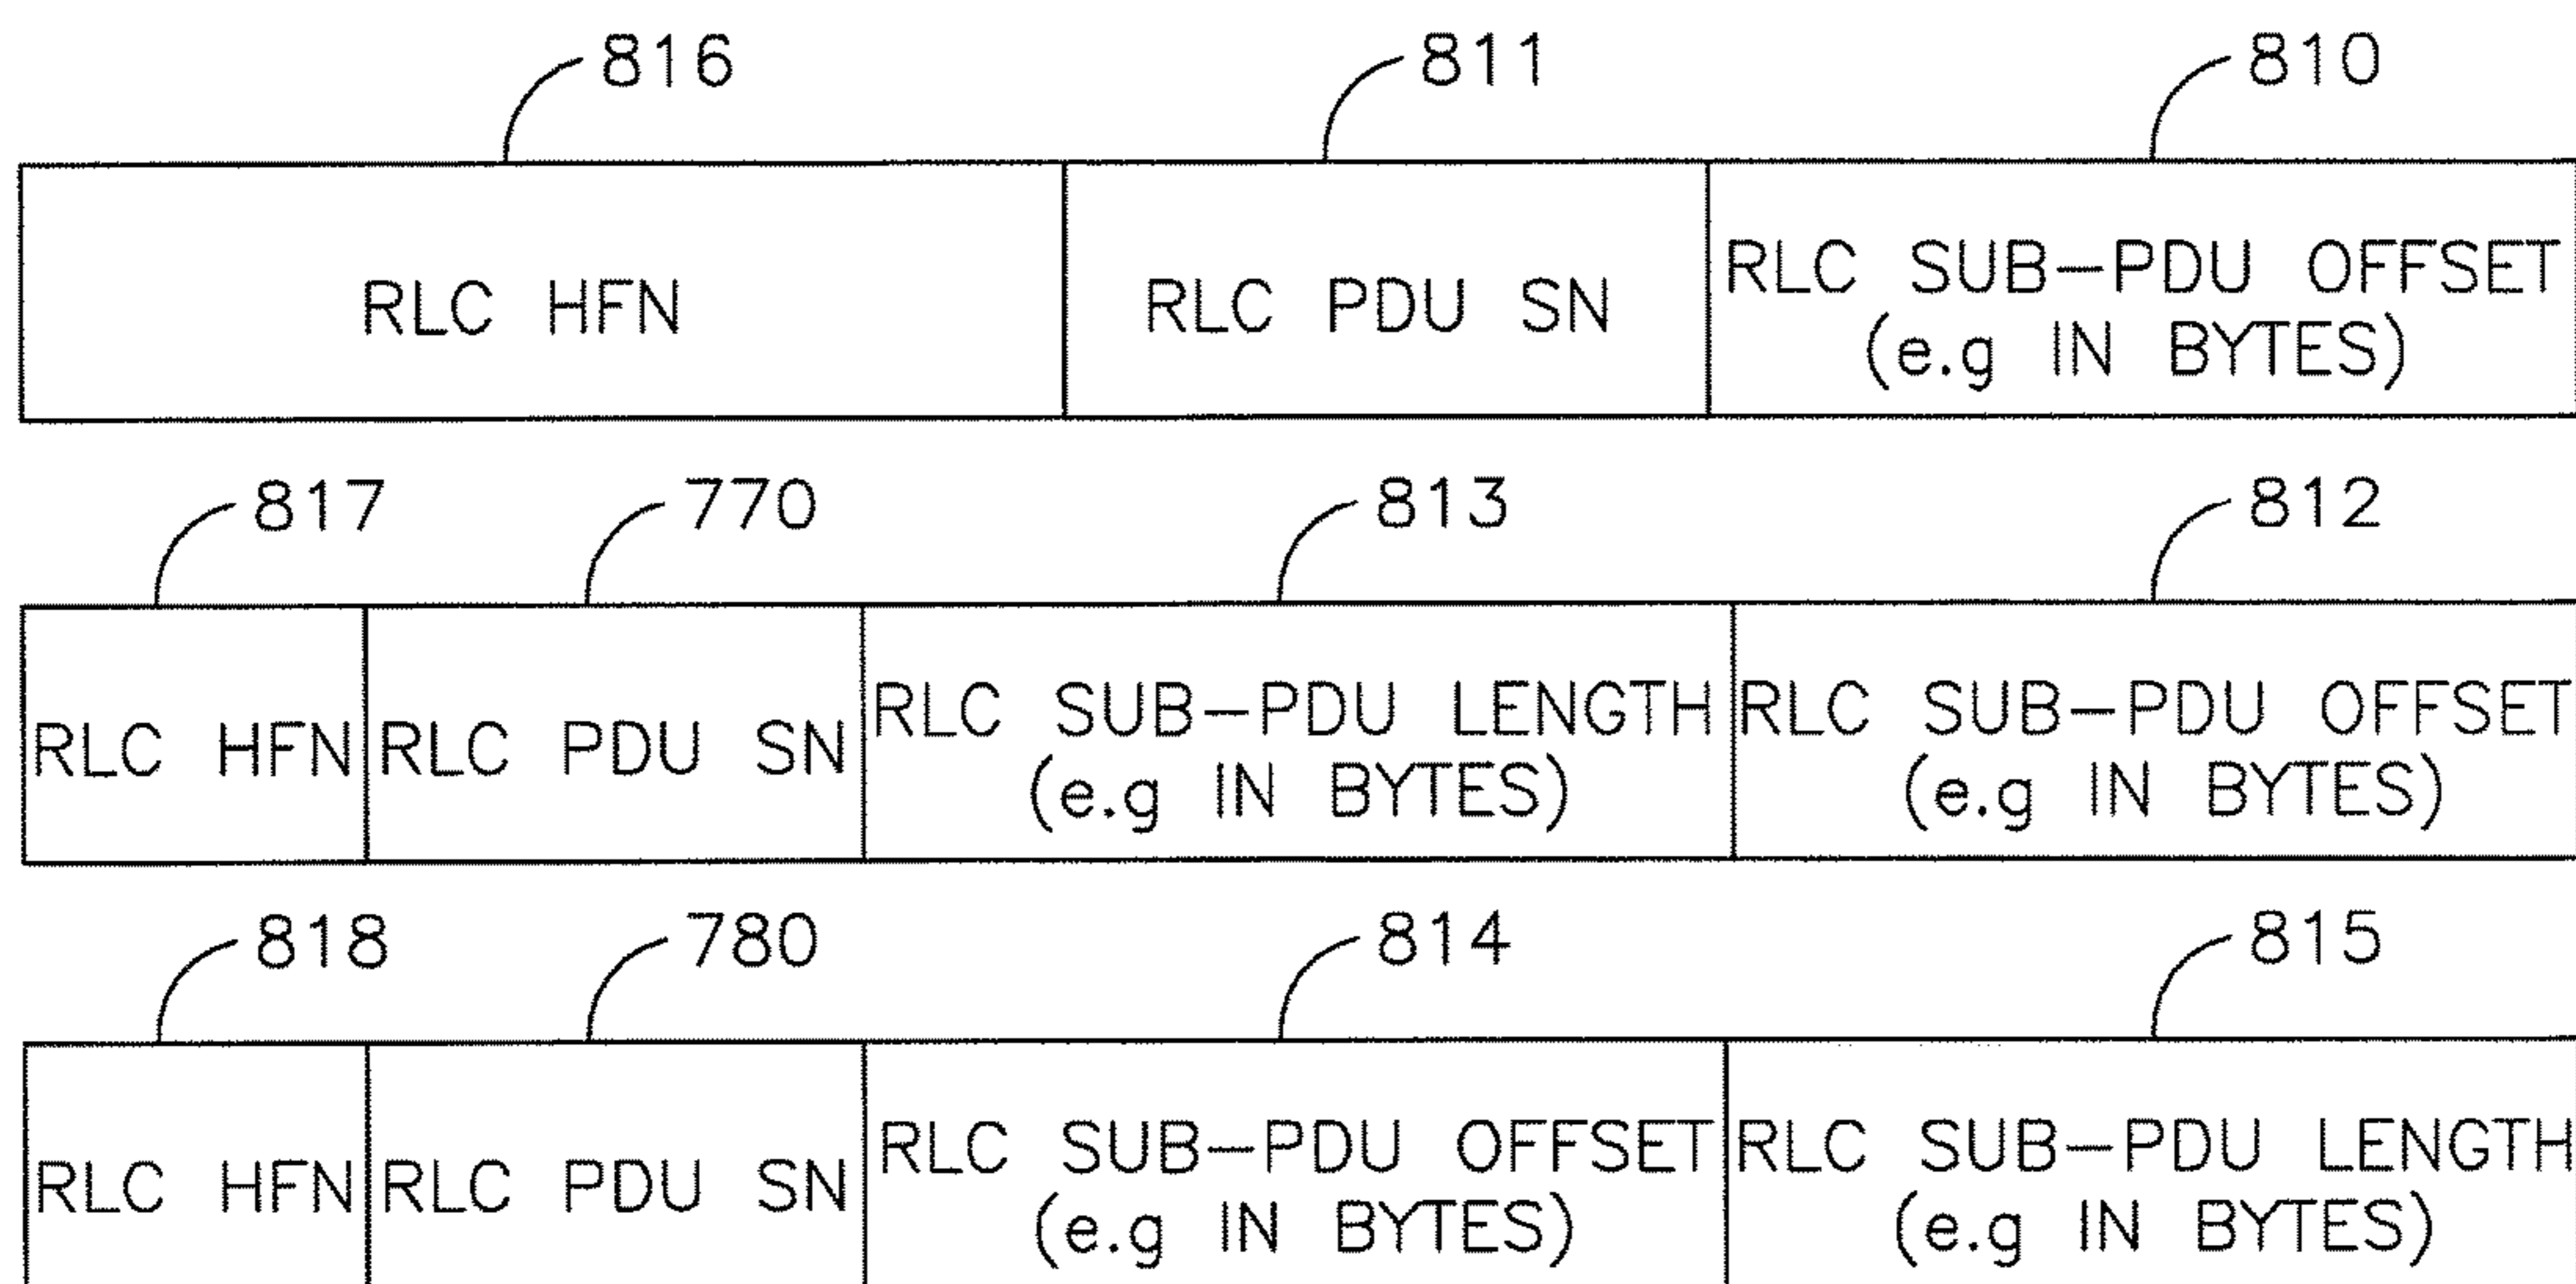 816 811 810
RLC HFN RLC PDU SN RLC SUB-PDU OFFSET
(e.g IN BYTES)
817 770 813 812
RLC HFN RLC PDU SN RLC SUB-PDU LENGTH RLC SUB-PDU OFFSET
(e.g IN BYTES) (e.g IN BYTES)
818 780 814 815
RLC HFN RLC PDU SN RLC SUB-PDU OFFSET RLC SUB-PDU LENGTH
(e.g IN BYTES) (e.g IN BYTES)